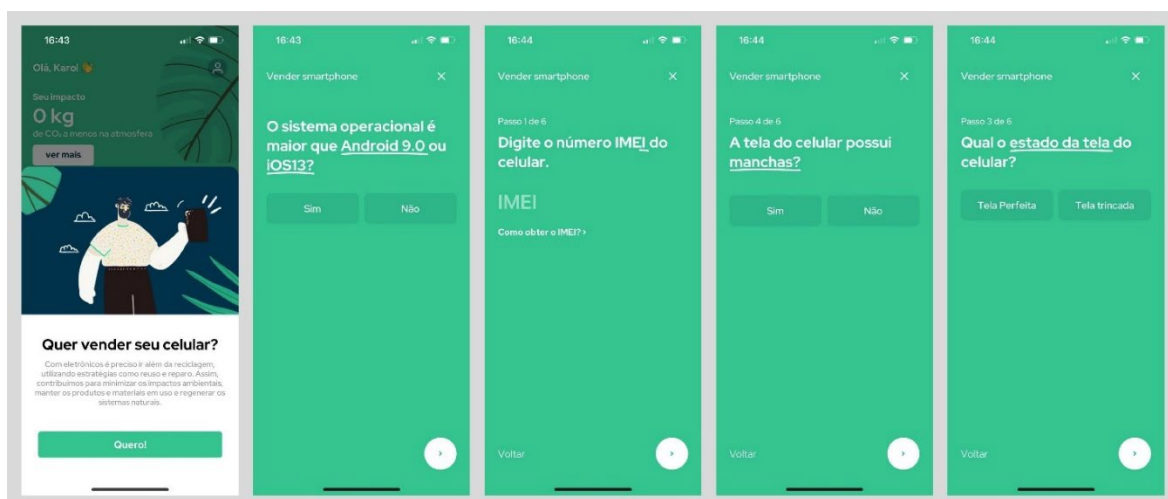 16:43
Olá, Karol 👋
Seu impacto
0 kg
de CO₂ a menos na atmosfera
ver mais
Quer vender seu celular?
Com eletrônicos é preciso ir além da reciclagem,
utilizando estratégias como reuso e reparo. Assim,
contribuímos para minimizar os impactos ambientais,
manter os produtos e materiais em uso e regenerar os
sistemas naturais.
Quero!
16:43
Vender smartphone
O sistema operacional é
maior que Android 9.0 ou
iOS13?
Sim
Não
16:44
Vender smartphone
Passo 1 de 6
Digite o número IMEI do
celular.
IMEI
Como obter o IMEI? >
Voltar
16:44
Vender smartphone
Passo 4 de 6
A tela do celular possui
manchas?
Sim
Não
Voltar
16:44
Vender smartphone
Passo 3 de 6
Qual o estado da tela do
celular?
Tela Perfeita
Tela trincada
Voltar